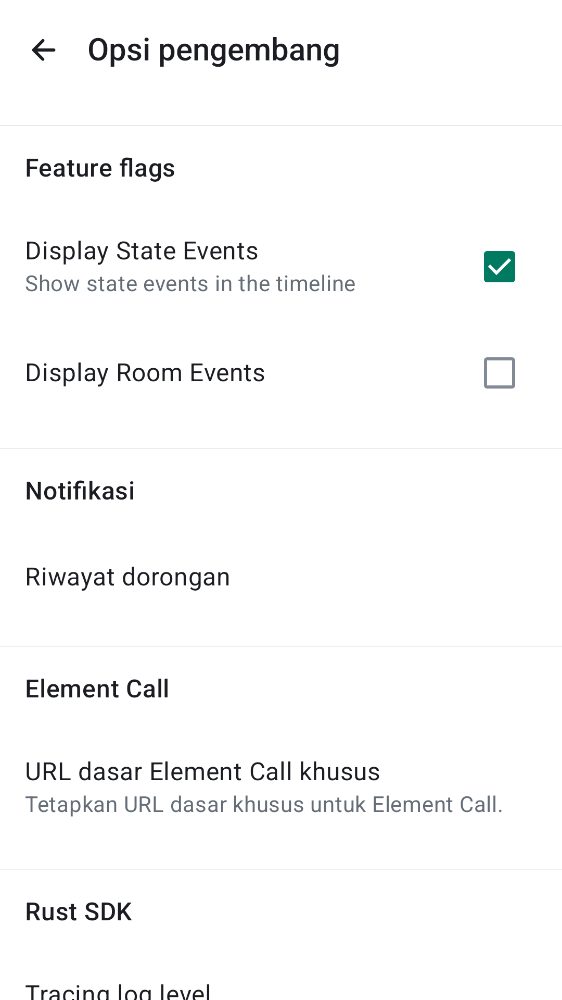 Opsi pengembang
Feature flags
Display State Events
Show state events in the timeline
Display Room Events
Notifikasi
Riwayat dorongan
Element Call
URL dasar Element Call khusus
Tetapkan URL dasar khusus untuk Element Call.
Rust SDK
Tracing log level